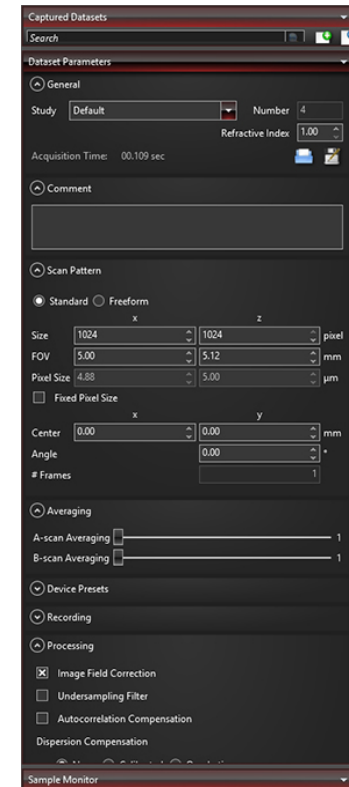 Captured Datasets
Search
Dataset Parameters
General
Study Default Number 4
Refractive Index 1.00
Acquisition Time: 00.109 sec
Comment
Scan Pattern
Standard Freeform
x z
Size 1024 1024 pixel
FOV 5.00 5.12 mm
Pixel Size 4.88 5.00 µm
Fixed Pixel Size
x y
Center 0.00 0.00 mm
Angle 0.00 °
# Frames 1
Averaging
A-scan Averaging 1
B-scan Averaging 1
Device Presets
Recording
Processing
Image Field Correction
Undersampling Filter
Autocorrelation Compensation
Dispersion Compensation
Sample Monitor